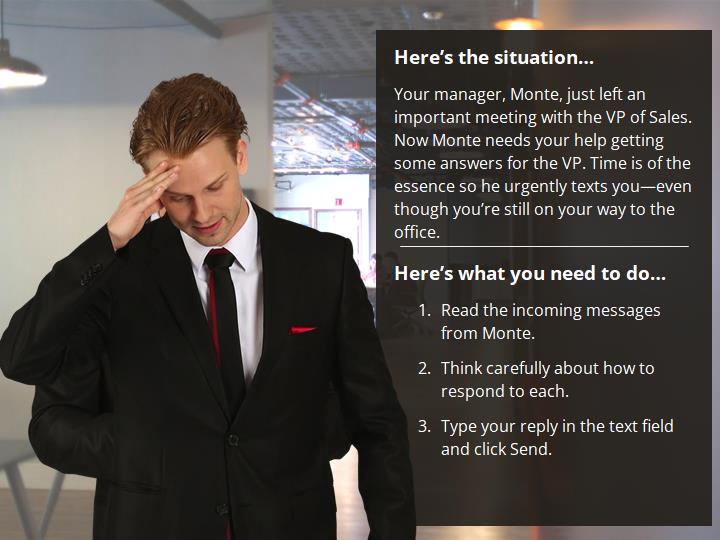 Here's the situation…
Your manager, Monte, just left an
important meeting with the VP of Sales.
Now Monte needs your help getting
some answers for the VP. Time is of the
essence so he urgently texts you—even
though you're still on your way to the
office.
Here's what you need to do…
1. Read the incoming messages
from Monte.
2. Think carefully about how to
respond to each.
3. Type your reply in the text field
and click Send.